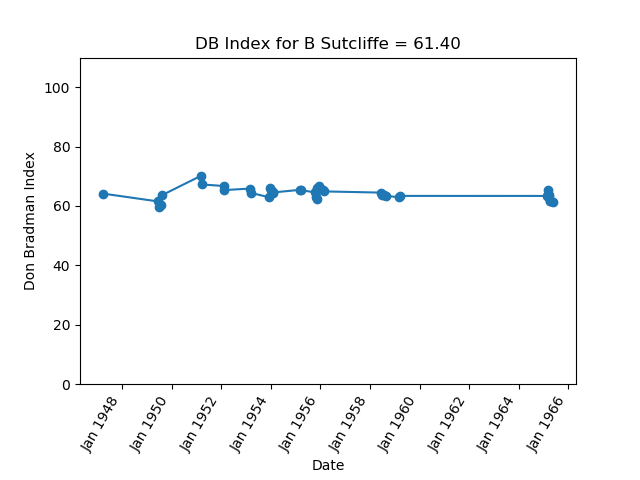 DB Index for B Sutcliffe = 61.40
Don Bradman Index
100
80
60
40
20
0
Jan 1948
Jan 1950
Jan 1952
Jan 1954
Jan 1956
Jan 1958
Jan 1960
Jan 1962
Jan 1964
Jan 1966
Date